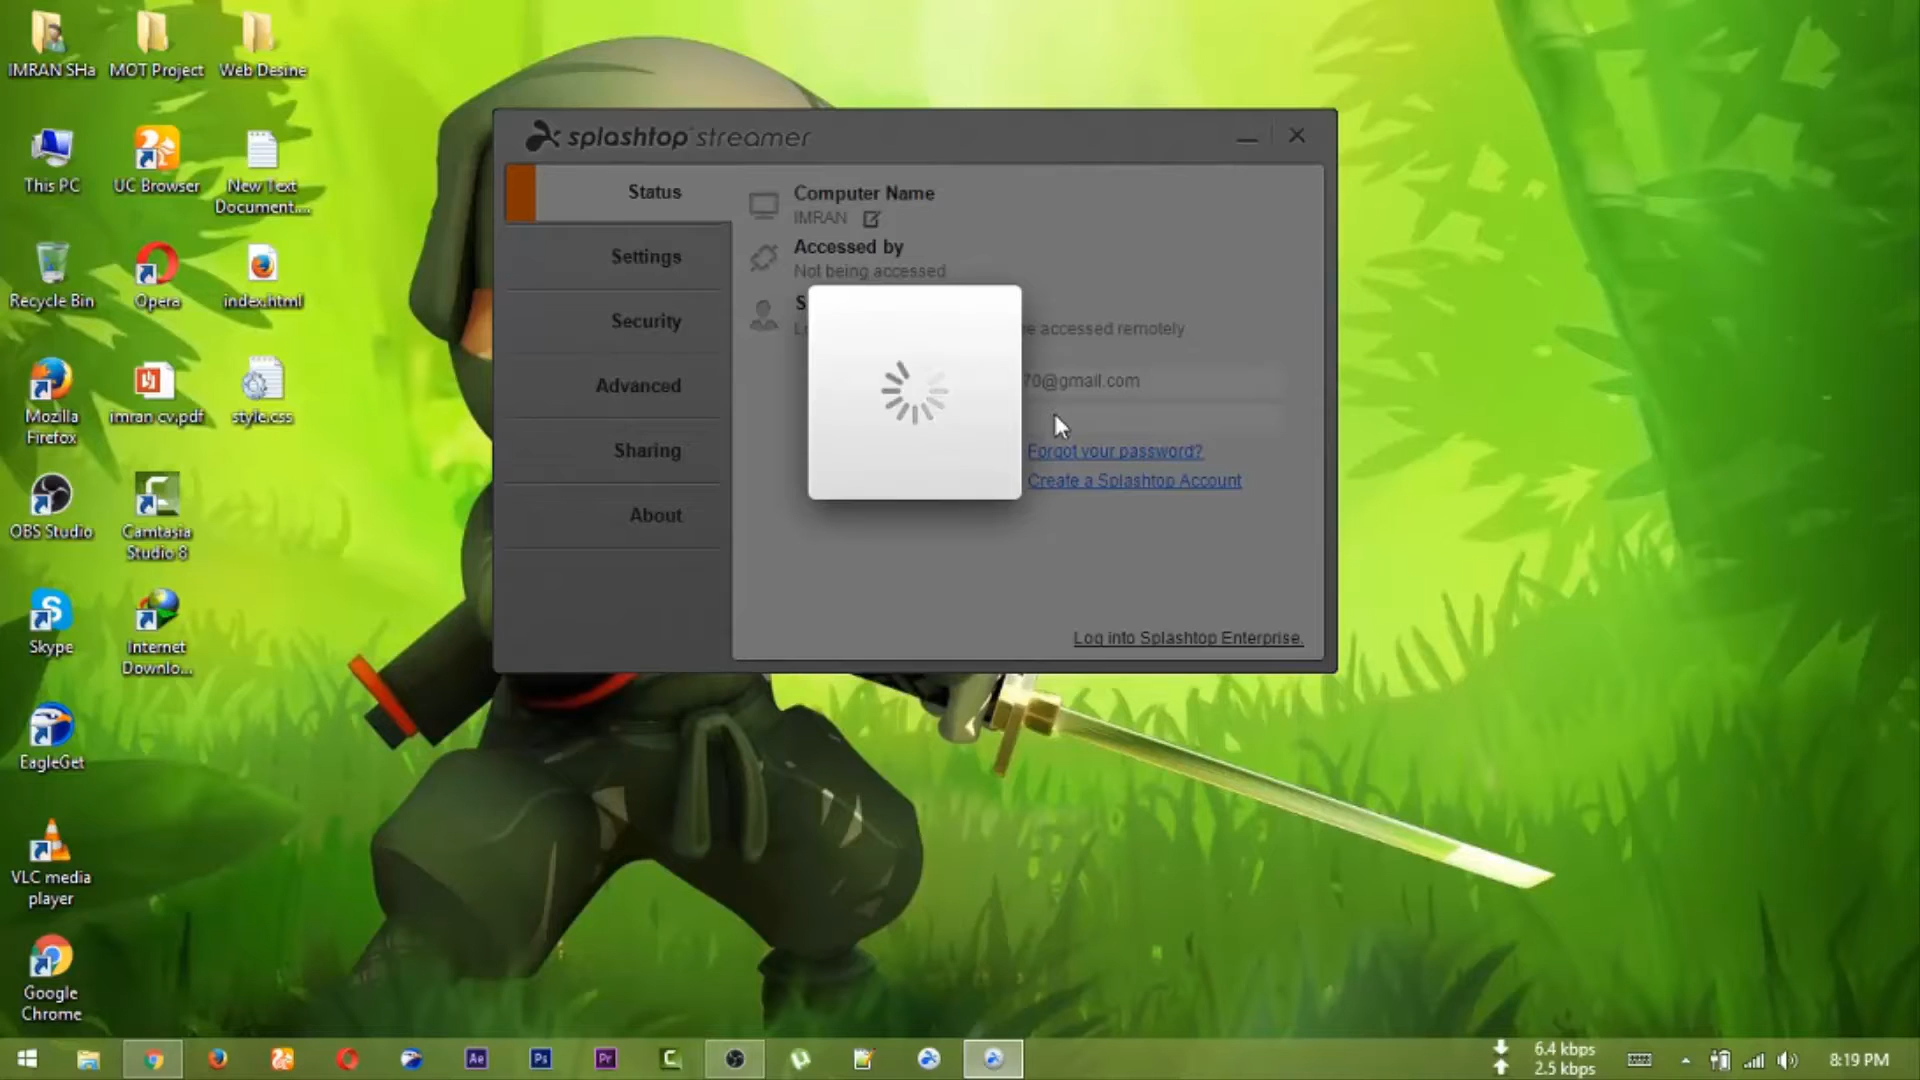 IMRAN SHa
MOT Project
Web Desine
This PC
UC Browser
New Text
Document....
Recycle Bin
Opera
index.html
Mozilla
Firefox
imran cv.pdf
style.css
OBS Studio
Camtasia
Studio 8
Skype
Internet
Downlo...
EagleGet
VLC media
player
Google
Chrome
splashtop streamer
Status
Settings
Security
Advanced
Sharing
About
Computer Name
IMRAN
Accessed by
Not being accessed
accessed remotely
70@gmail.com
Forgot your password?
Create a Splashtop Account
Log into Splashtop Enterprise.
Ae
Ps
Pr
6.4 kbps
2.5 kbps
8:19 PM